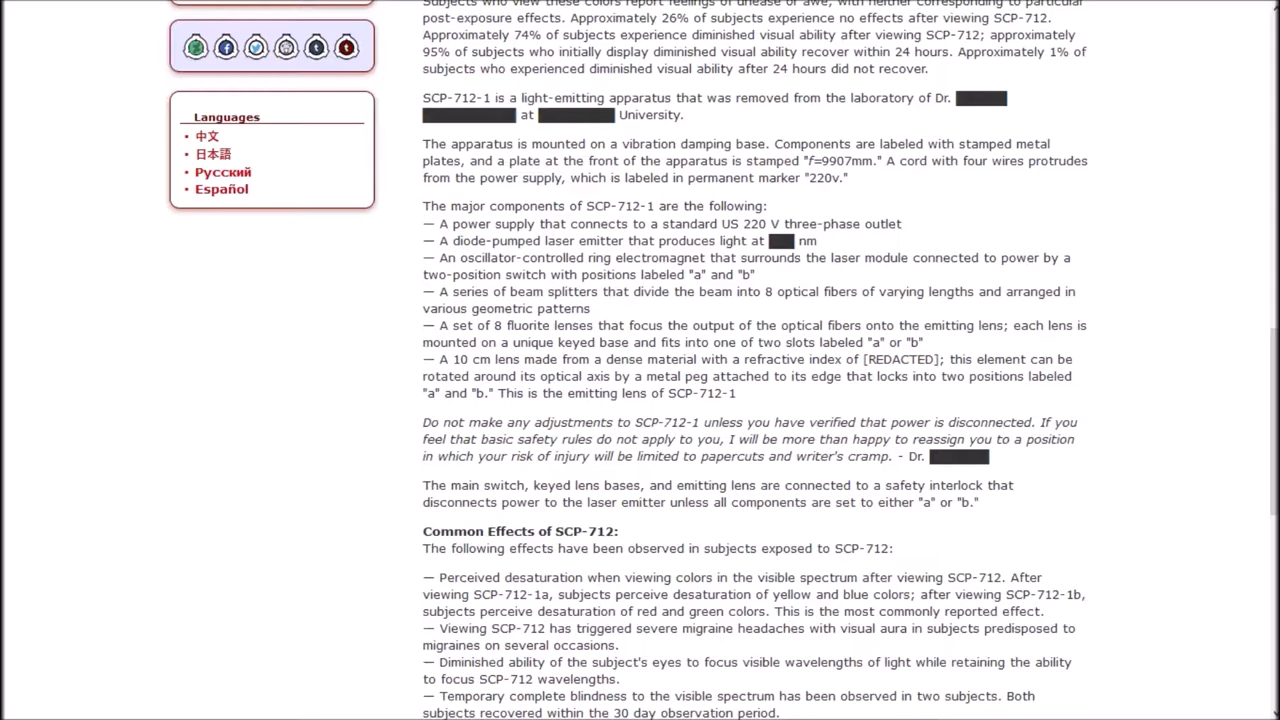 Subjects who view these colors report feelings of unease or awe, with neither corresponding to particular
post-exposure effects. Approximately 26% of subjects experience no effects after viewing SCP-712.
Approximately 74% of subjects experience diminished visual ability after viewing SCP-712; approximately
95% of subjects who initially display diminished visual ability recover within 24 hours. Approximately 1% of
subjects who experienced diminished visual ability after 24 hours did not recover.
SCP-712-1 is a light-emitting apparatus that was removed from the laboratory of Dr.
at University.
The apparatus is mounted on a vibration damping base. Components are labeled with stamped metal
plates, and a plate at the front of the apparatus is stamped "f=9907mm." A cord with four wires protrudes
from the power supply, which is labeled in permanent marker "220v."
The major components of SCP-712-1 are the following:
— A power supply that connects to a standard US 220 V three-phase outlet
— A diode-pumped laser emitter that produces light at nm
— An oscillator-controlled ring electromagnet that surrounds the laser module connected to power by a
two-position switch with positions labeled "a" and "b"
— A series of beam splitters that divide the beam into 8 optical fibers of varying lengths and arranged in
various geometric patterns
— A set of 8 fluorite lenses that focus the output of the optical fibers onto the emitting lens; each lens is
mounted on a unique keyed base and fits into one of two slots labeled "a" or "b"
— A 10 cm lens made from a dense material with a refractive index of [REDACTED]; this element can be
rotated around its optical axis by a metal peg attached to its edge that locks into two positions labeled
"a" and "b." This is the emitting lens of SCP-712-1
Do not make any adjustments to SCP-712-1 unless you have verified that power is disconnected. If you
feel that basic safety rules do not apply to you, I will be more than happy to reassign you to a position
in which your risk of injury will be limited to papercuts and writer's cramp. - Dr.
The main switch, keyed lens bases, and emitting lens are connected to a safety interlock that
disconnects power to the laser emitter unless all components are set to either "a" or "b."
Common Effects of SCP-712:
The following effects have been observed in subjects exposed to SCP-712:
— Perceived desaturation when viewing colors in the visible spectrum after viewing SCP-712. After
viewing SCP-712-1a, subjects perceive desaturation of yellow and blue colors; after viewing SCP-712-1b,
subjects perceive desaturation of red and green colors. This is the most commonly reported effect.
— Viewing SCP-712 has triggered severe migraine headaches with visual aura in subjects predisposed to
migraines on several occasions.
— Diminished ability of the subject's eyes to focus visible wavelengths of light while retaining the ability
to focus SCP-712 wavelengths.
— Temporary complete blindness to the visible spectrum has been observed in two subjects. Both
subjects recovered within the 30 day observation period.
Languages
• 中文
• 日本語
• Русский
• Español